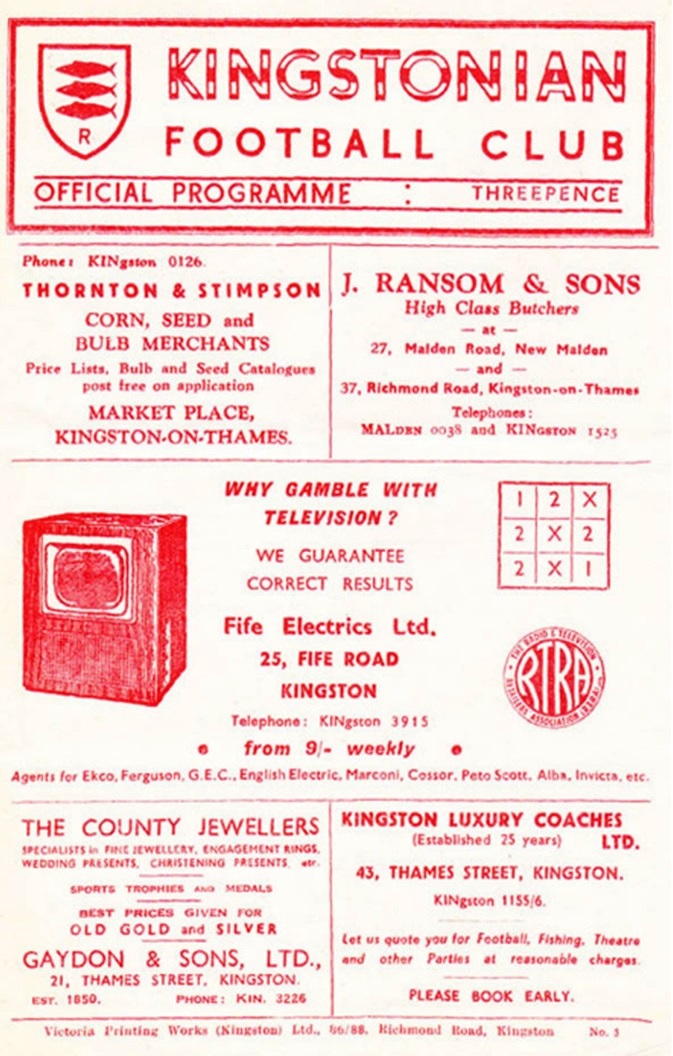 R
KINGSTONIAN
FOOTBALL CLUB
OFFICIAL PROGRAMME : THREEPENCE
Phone: KINgston 0126.
THORNTON & STIMPSON
CORN, SEED and
BULB MERCHANTS
Price Lists, Bulb and Seed Catalogues
post free on application
MARKET PLACE,
KINGSTON-ON-THAMES.
J. RANSOM & SONS
High Class Butchers
— at —
27, Malden Road, New Malden
— and —
37, Richmond Road, Kingston-on-Thames
Telephones:
MALDEN 0038 and KINGSTON 1525
WHY GAMBLE WITH
TELEVISION ?
WE GUARANTEE
CORRECT RESULTS
Fife Electrics Ltd.
25, FIFE ROAD
KINGSTON
Telephone: KINgston 3915
• from 9/- weekly •
1 2 X
2 X 2
2 X 1
THE RADIO & TELEVISION
RTRA
RETAILERS ASSOCIATION
Agents for Ekco, Ferguson, G.E.C., English Electric, Marconi, Cossor, Peto Scott, Alba, Invicta, etc.
THE COUNTY JEWELLERS
SPECIALISTS in FINE JEWELLERY, ENGAGEMENT RINGS,
WEDDING PRESENTS, CHRISTENING PRESENTS, etc.
SPORTS TROPHIES AND MEDALS
BEST PRICES GIVEN FOR
OLD GOLD and SILVER
GAYDON & SONS, LTD.,
21, THAMES STREET, KINGSTON.
EST. 1850. PHONE: KIN. 3226
KINGSTON LUXURY COACHES
(Established 25 years) LTD.
43, THAMES STREET, KINGSTON.
KINgston 1155/6.
Let us quote you for Football, Fishing, Theatre
and other Parties at reasonable charges.
PLEASE BOOK EARLY.
Victoria Printing Works (Kingston) Ltd., 86/88, Richmond Road, Kingston No.